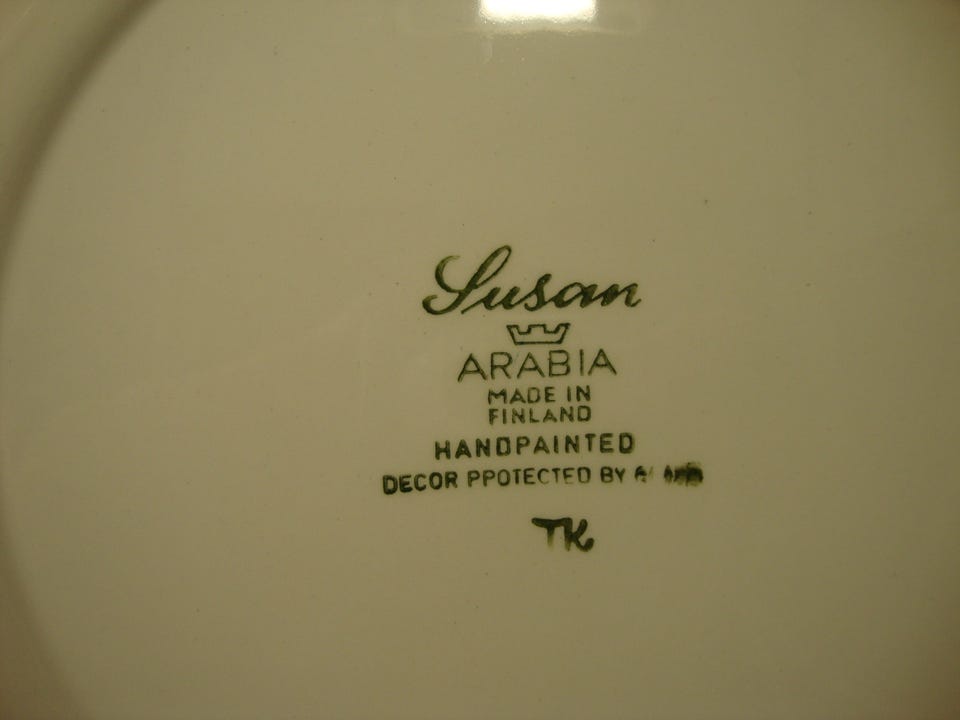 Susan
ARABIA
MADE IN
FINLAND
HANDPAINTED
DECOR PPOTECTED BY
TK